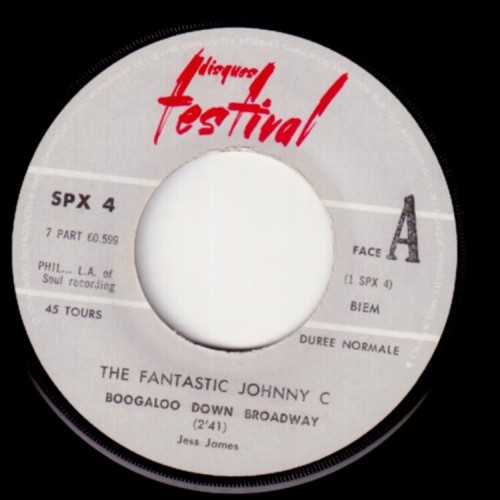 disques
festival
SPX 4
7 PART 60.599
PHIL... L.A. of
Soul recording
45 TOURS
FACE A
(1 SPX 4)
BIEM
DUREE NORMALE
THE FANTASTIC JOHNNY C
BOOGALOO DOWN BROADWAY
(2'41)
Jess James